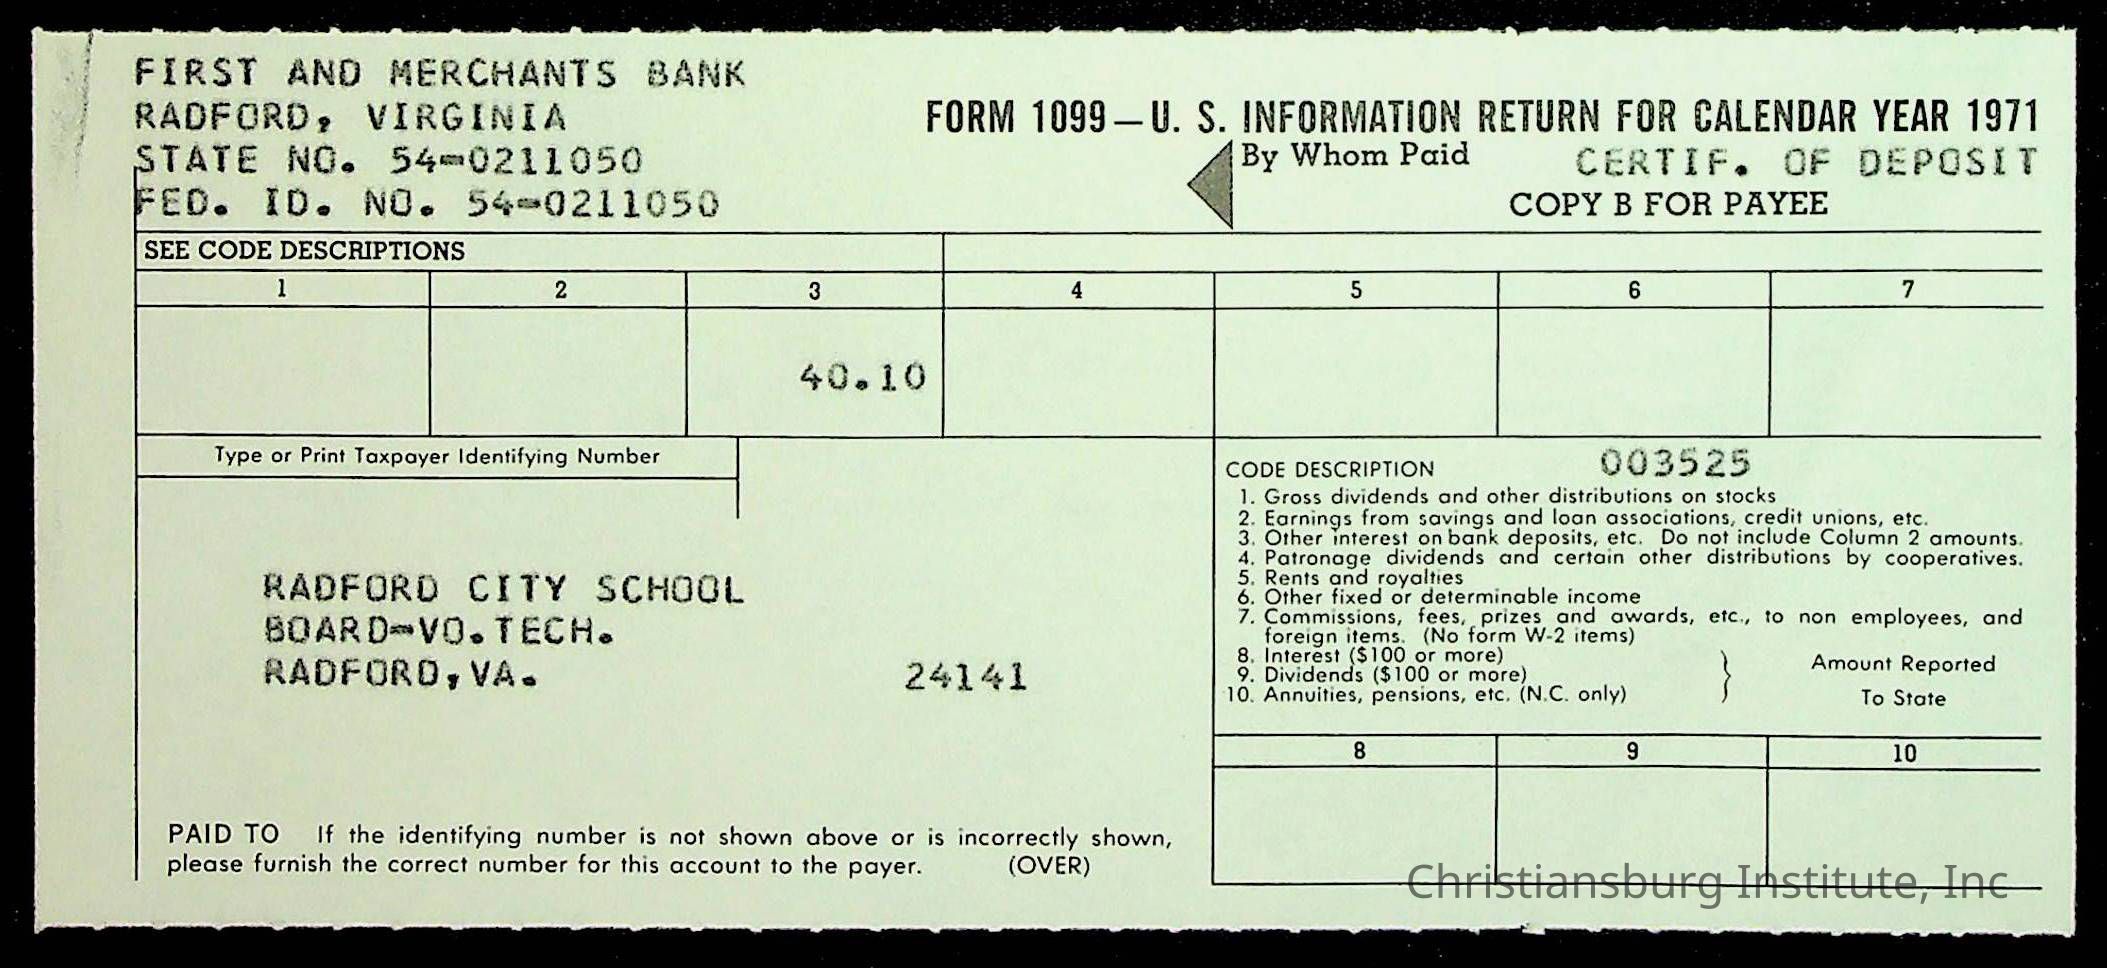 FIRST AND MERCHANTS BANK
RADFORD, VIRGINIA
STATE NO. 54-0211050
FED. ID. NO. 54-0211050
FORM 1099—U. S. INFORMATION RETURN FOR CALENDAR YEAR 1971
By Whom Paid CERTIF. OF DEPOSIT
COPY B FOR PAYEE
SEE CODE DESCRIPTIONS
1 2 3 4 5 6 7
40.10
Type or Print Taxpayer Identifying Number
RADFORD CITY SCHOOL
BOARD-VO.TECH.
RADFORD,VA. 24141
PAID TO If the identifying number is not shown above or is incorrectly shown,
please furnish the correct number for this account to the payer. (OVER)
CODE DESCRIPTION 003525
1. Gross dividends and other distributions on stocks
2. Earnings from savings and loan associations, credit unions, etc.
3. Other interest on bank deposits, etc. Do not include Column 2 amounts.
4. Patronage dividends and certain other distributions by cooperatives.
5. Rents and royalties
6. Other fixed or determinable income
7. Commissions, fees, prizes and awards, etc., to non employees, and
foreign items. (No form W-2 items)
8. Interest ($100 or more)
9. Dividends ($100 or more)
10. Annuities, pensions, etc. (N.C. only)
Amount Reported
To State
8 9 10
Christiansburg Institute, Inc